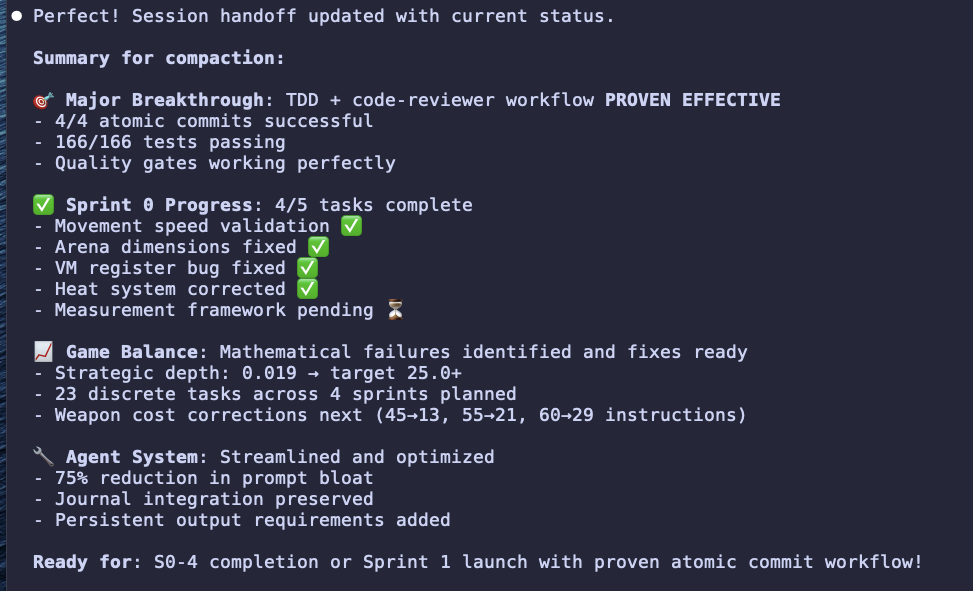 ● Perfect! Session handoff updated with current status.
Summary for compaction:
🎯 Major Breakthrough: TDD + code-reviewer workflow PROVEN EFFECTIVE
- 4/4 atomic commits successful
- 166/166 tests passing
- Quality gates working perfectly
✅ Sprint 0 Progress: 4/5 tasks complete
- Movement speed validation ✅
- Arena dimensions fixed ✅
- VM register bug fixed ✅
- Heat system corrected ✅
- Measurement framework pending ⏳
📈 Game Balance: Mathematical failures identified and fixes ready
- Strategic depth: 0.019 → target 25.0+
- 23 discrete tasks across 4 sprints planned
- Weapon cost corrections next (45→13, 55→21, 60→29 instructions)
🔧 Agent System: Streamlined and optimized
- 75% reduction in prompt bloat
- Journal integration preserved
- Persistent output requirements added
Ready for: S0-4 completion or Sprint 1 launch with proven atomic commit workflow!